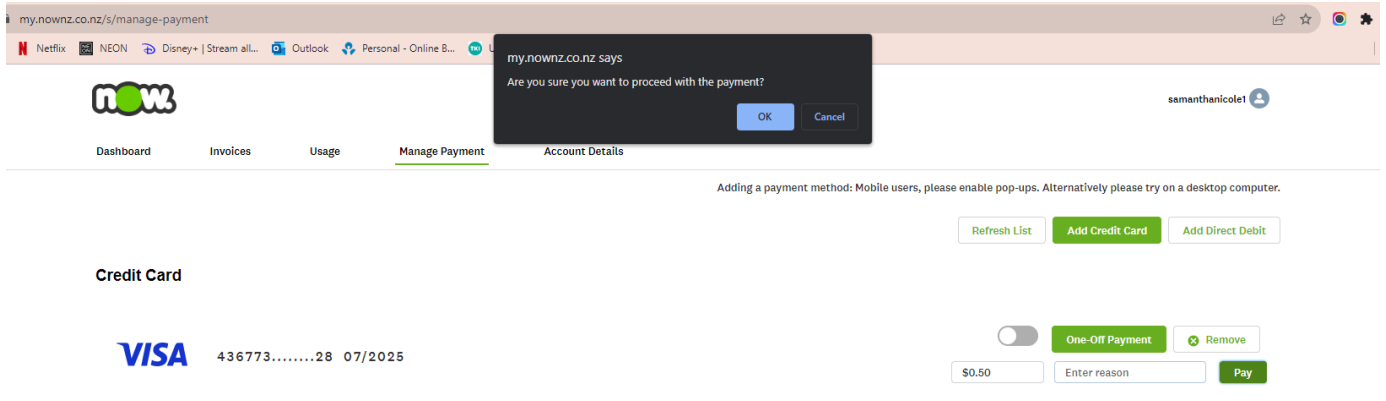 my.nownz.co.nz/s/manage-payment
Netflix NEON Disney+ | Stream all... Outlook Personal - Online B... TKI U
my.nownz.co.nz says
Are you sure you want to proceed with the payment?
OK Cancel
now
samanthanicole1
Dashboard Invoices Usage Manage Payment Account Details
Adding a payment method: Mobile users, please enable pop-ups. Alternatively please try on a desktop computer.
Refresh List Add Credit Card Add Direct Debit
Credit Card
One-Off Payment Remove
VISA 436773........28 07/2025
$0.50 Enter reason Pay